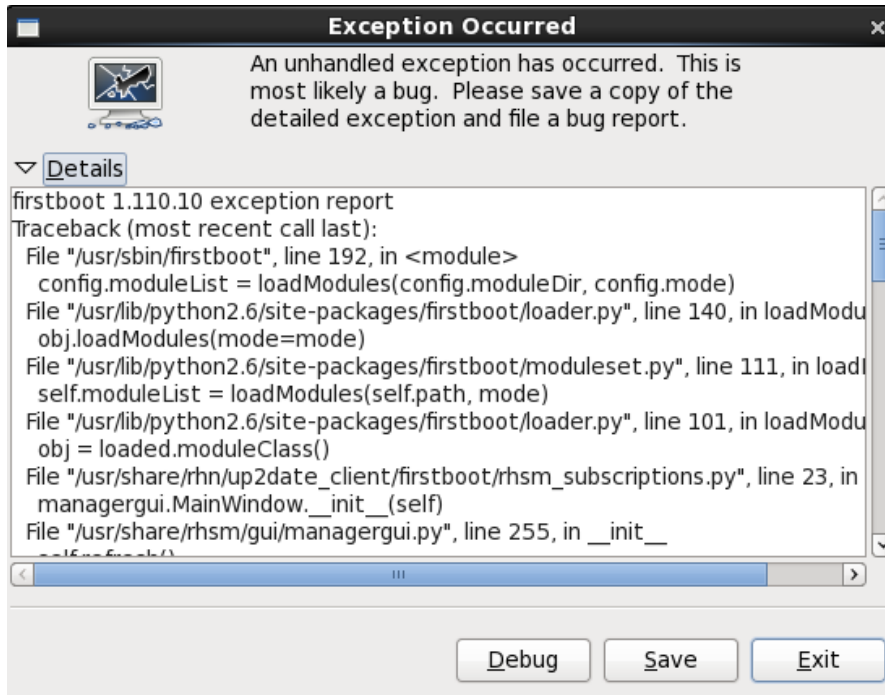 Exception Occurred
An unhandled exception has occurred. This is
most likely a bug. Please save a copy of the
detailed exception and file a bug report.
Details
firstboot 1.110.10 exception report
Traceback (most recent call last):
File "/usr/sbin/firstboot", line 192, in <module>
config.moduleList = loadModules(config.moduleDir, config.mode)
File "/usr/lib/python2.6/site-packages/firstboot/loader.py", line 140, in loadModu
obj.loadModules(mode=mode)
File "/usr/lib/python2.6/site-packages/firstboot/moduleset.py", line 111, in load
self.moduleList = loadModules(self.path, mode)
File "/usr/lib/python2.6/site-packages/firstboot/loader.py", line 101, in loadModu
obj = loaded.moduleClass()
File "/usr/share/rhn/up2date_client/firstboot/rhsm_subscriptions.py", line 23, in
managergui.MainWindow.__init__(self)
File "/usr/share/rhsm/gui/managergui.py", line 255, in __init__
Debug
Save
Exit